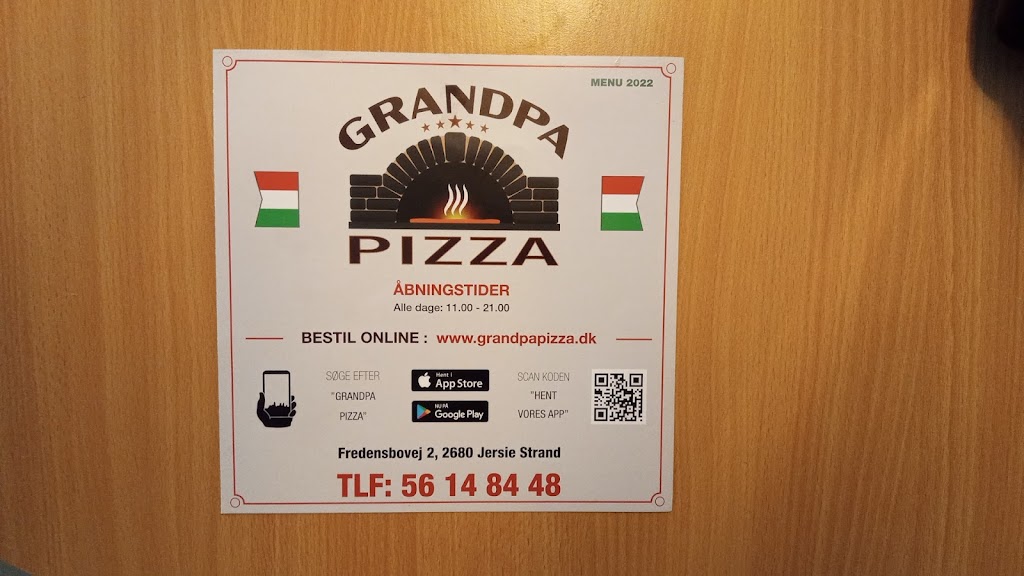 MENU 2022
GRANDPA
PIZZA
ÅBNINGSTIDER
Alle dage: 11.00 - 21.00
BESTIL ONLINE : www.grandpapizza.dk
SØGE EFTER
"GRANDPA
PIZZA"
Hent i
App Store
NU PÅ
Google Play
SCAN KODEN
"HENT
VORES APP"
Fredensbovej 2, 2680 Jersie Strand
TLF: 56 14 84 48